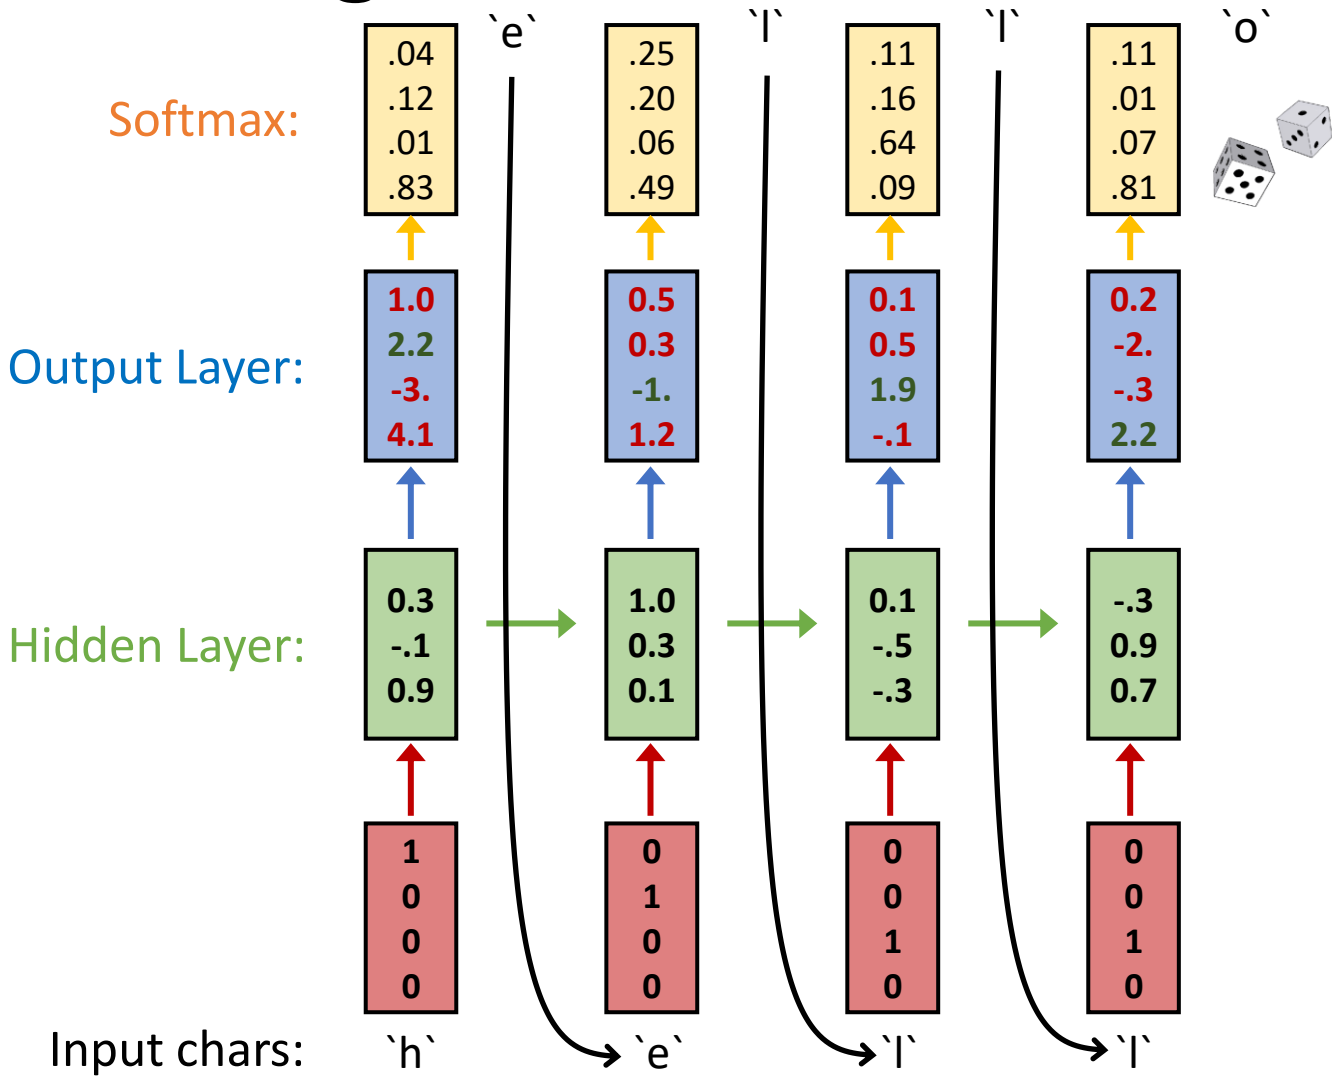 `e` `l` `l` `o`
Softmax:
.04 .25 .11 .11
.12 .20 .16 .01
.01 .06 .64 .07
.83 .49 .09 .81
Output Layer:
1.0 0.5 0.1 0.2
2.2 0.3 0.5 -2.
-3. -1. 1.9 -.3
4.1 1.2 -.1 2.2
Hidden Layer:
0.3 1.0 0.1 -.3
-.1 0.3 -.5 0.9
0.9 0.1 -.3 0.7
1 0 0 0
0 1 0 0
0 0 1 1
0 0 0 0
Input chars: `h` `e` `l` `l`